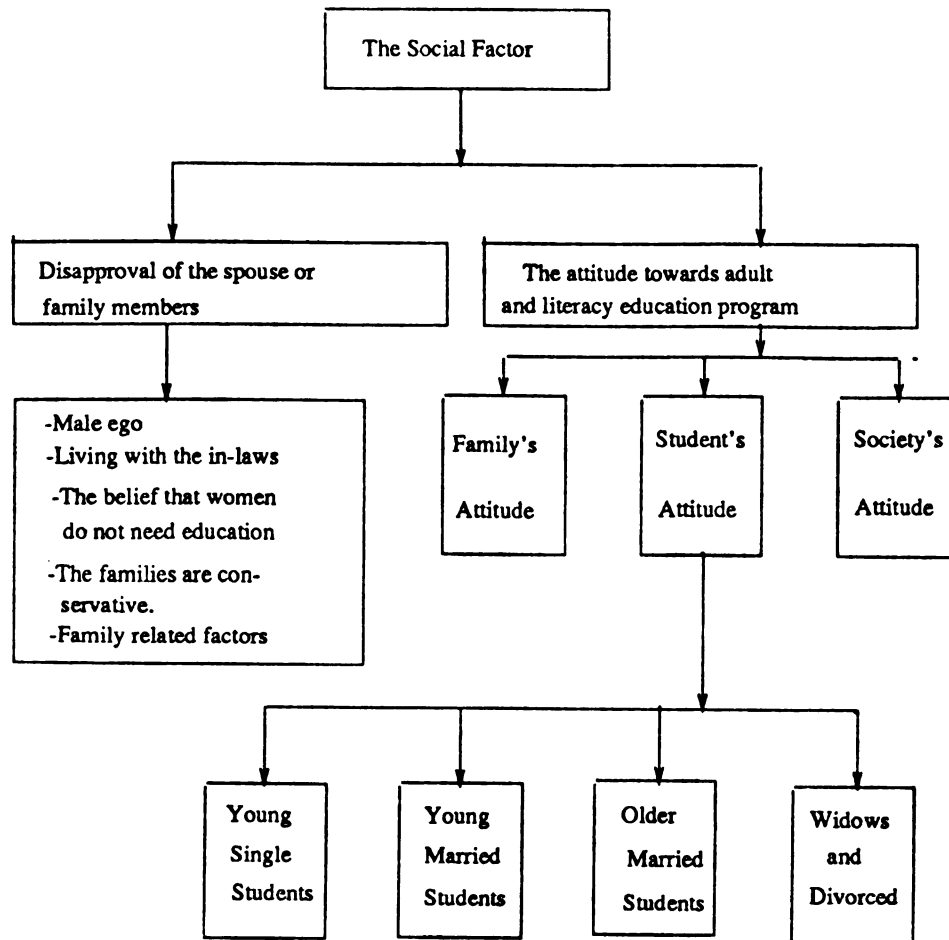 The Social Factor
Disapproval of the spouse or
family members
The attitude towards adult
and literacy education program
-Male ego
-Living with the in-laws
-The belief that women
do not need education
-The families are con-
servative.
-Family related factors
Family's
Attitude
Student's
Attitude
Society's
Attitude
Young
Single
Students
Young
Married
Students
Older
Married
Students
Widows
and
Divorced